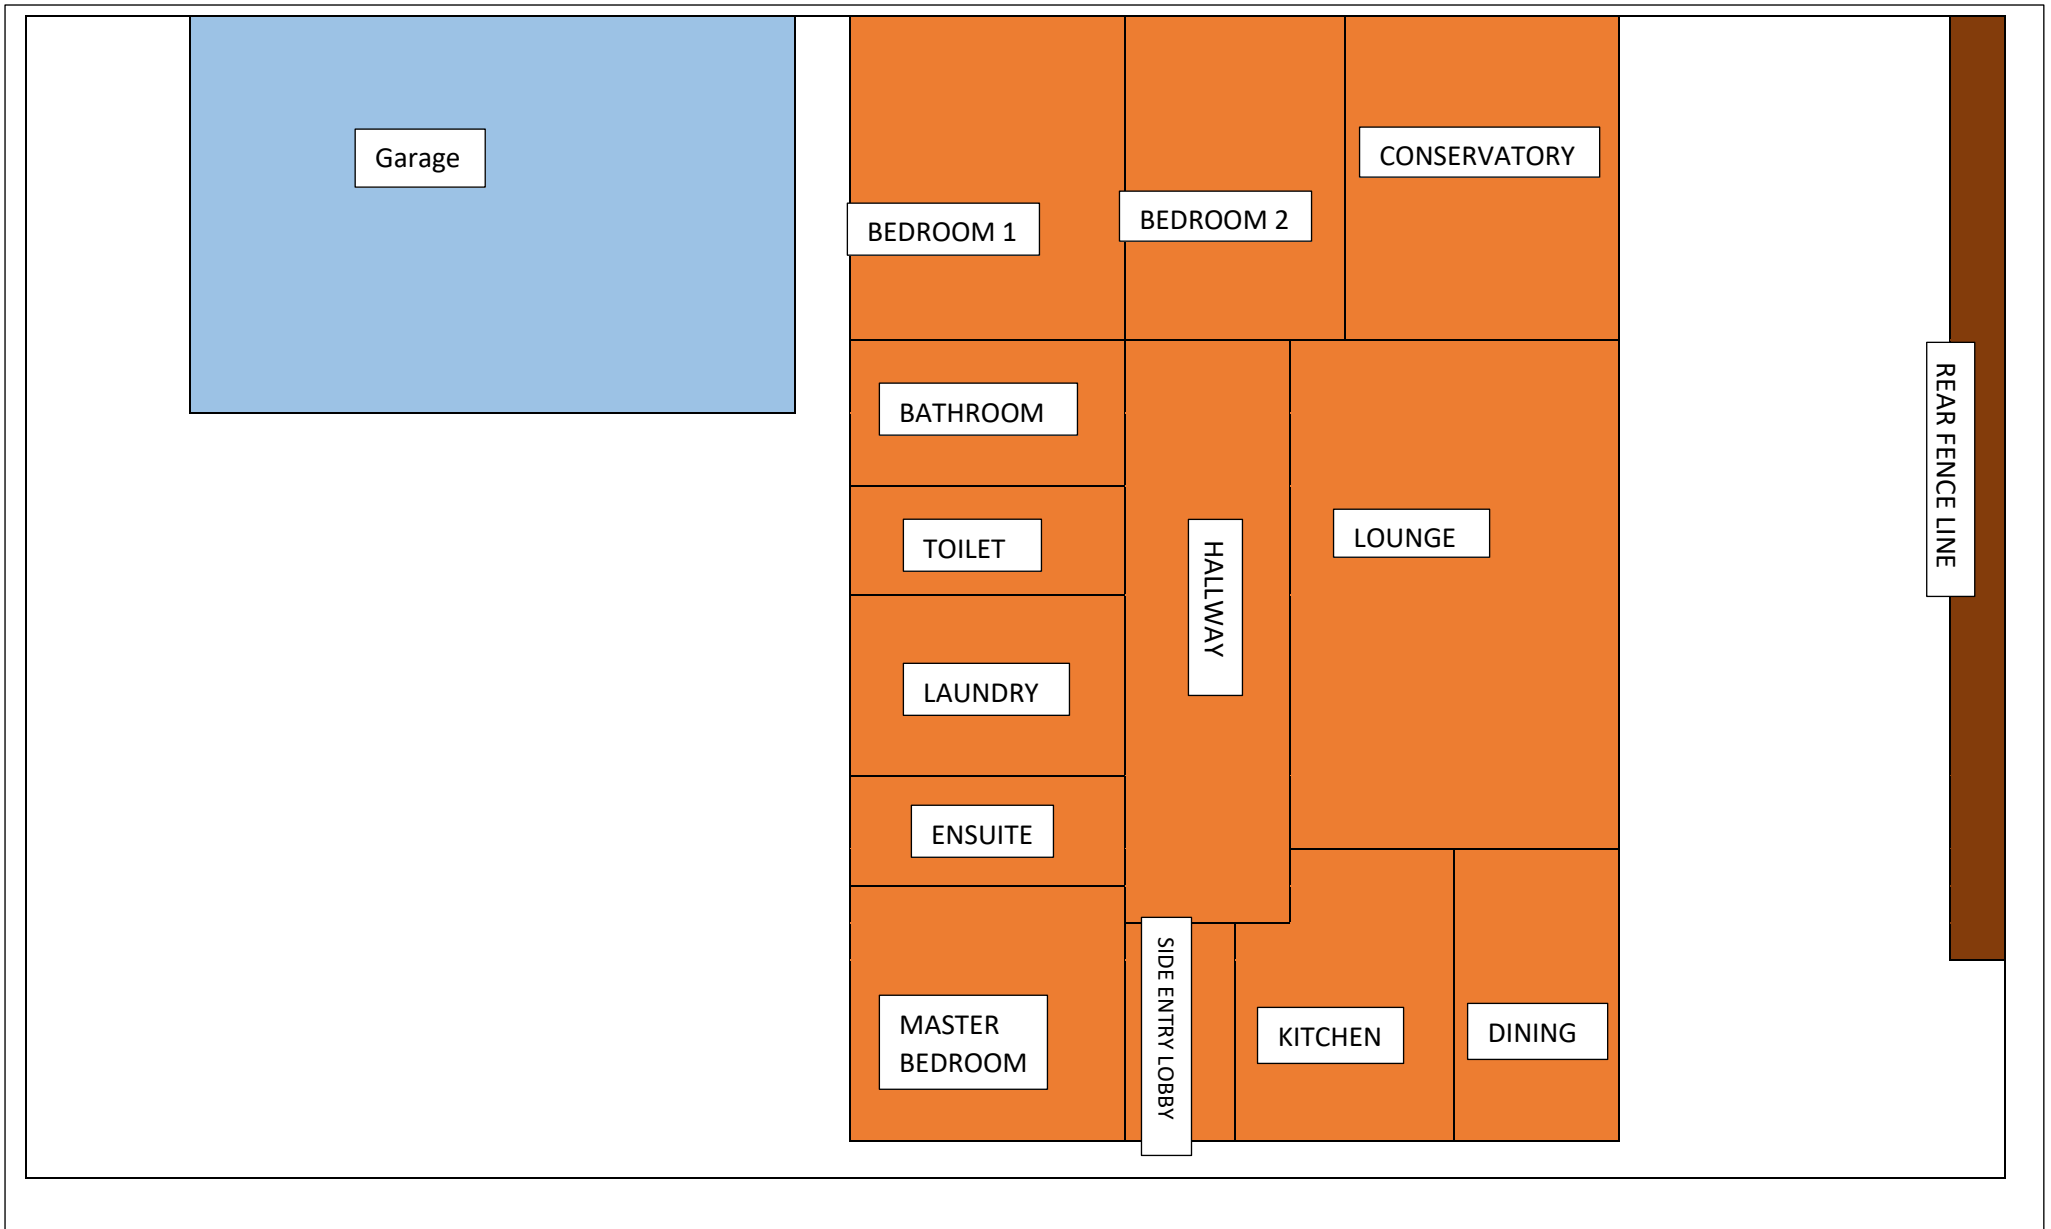 Garage
CONSERVATORY
BEDROOM 1
BEDROOM 2
BATHROOM
TOILET
LOUNGE
HALLWAY
REAR FENCE LINE
LAUNDRY
ENSUITE
MASTER
BEDROOM
SIDE ENTRY LOBBY
KITCHEN
DINING